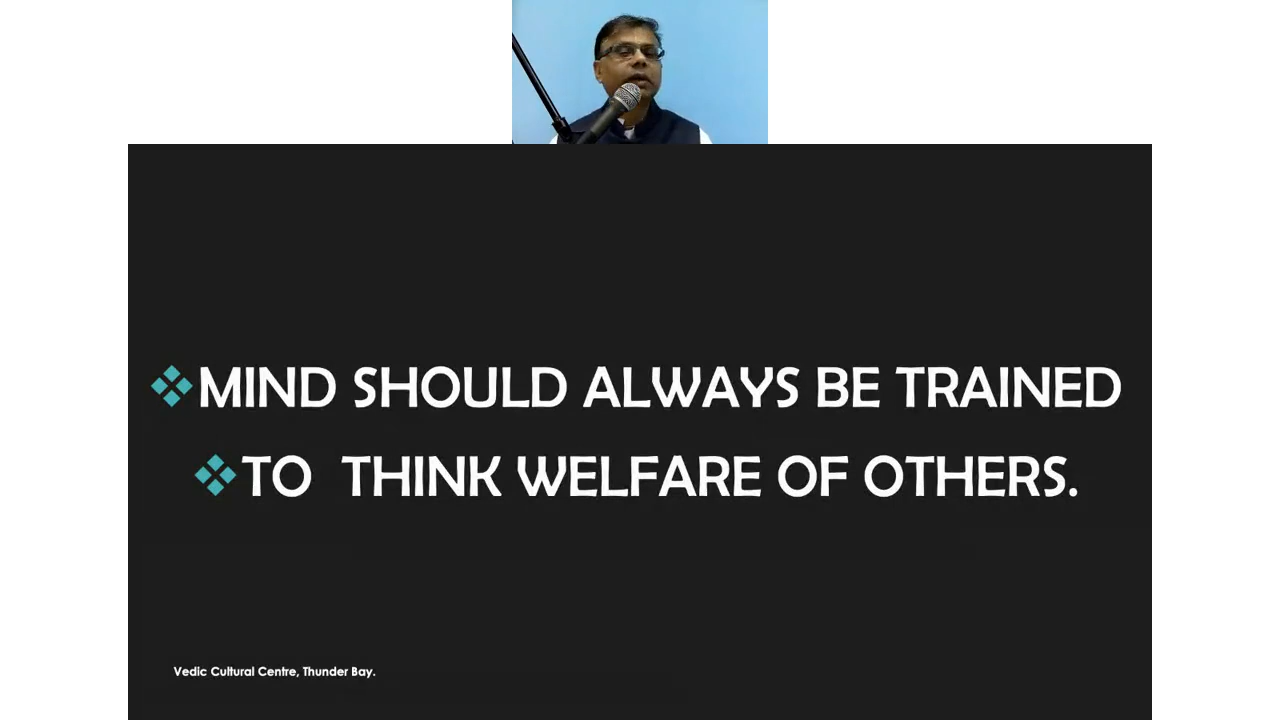 ❖MIND SHOULD ALWAYS BE TRAINED
❖TO THINK WELFARE OF OTHERS.
Vedic Cultural Centre, Thunder Bay.